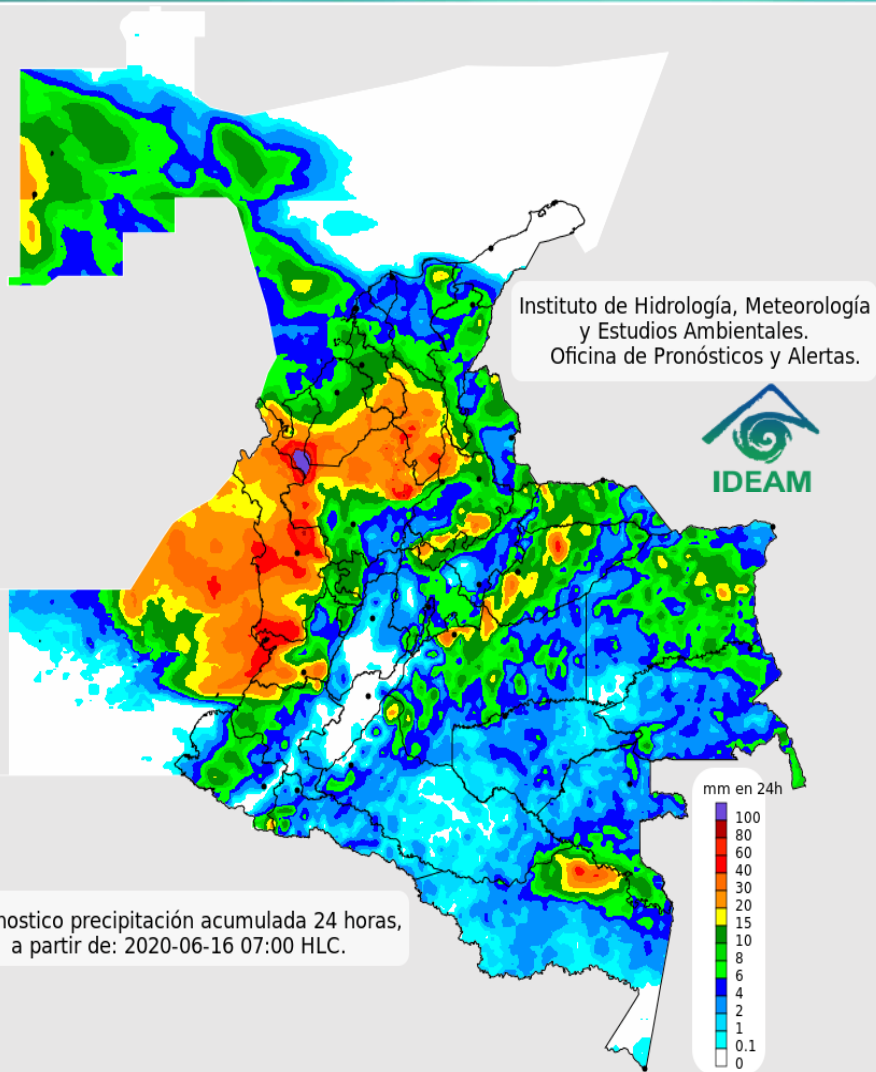 Instituto de Hidrología, Meteorología
y Estudios Ambientales.
Oficina de Pronósticos y Alertas.
IDEAM
mm en 24h
100
80
60
40
30
20
15
10
8
6
4
2
1
0.1
0
nostico precipitación acumulada 24 horas,
a partir de: 2020-06-16 07:00 HLC.